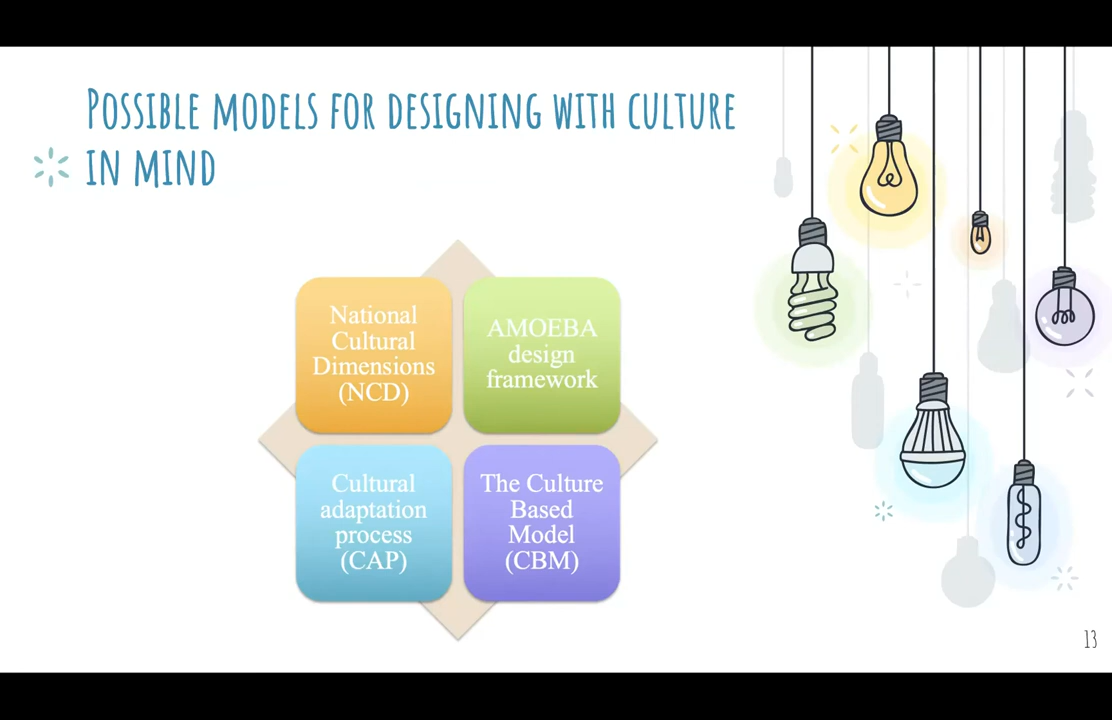 Possible models for designing with culture
in mind
National
Cultural
Dimensions
(NCD)
AMOEBA
design
framework
Cultural
adaptation
process
(CAP)
The Culture
Based
Model
(CBM)
13